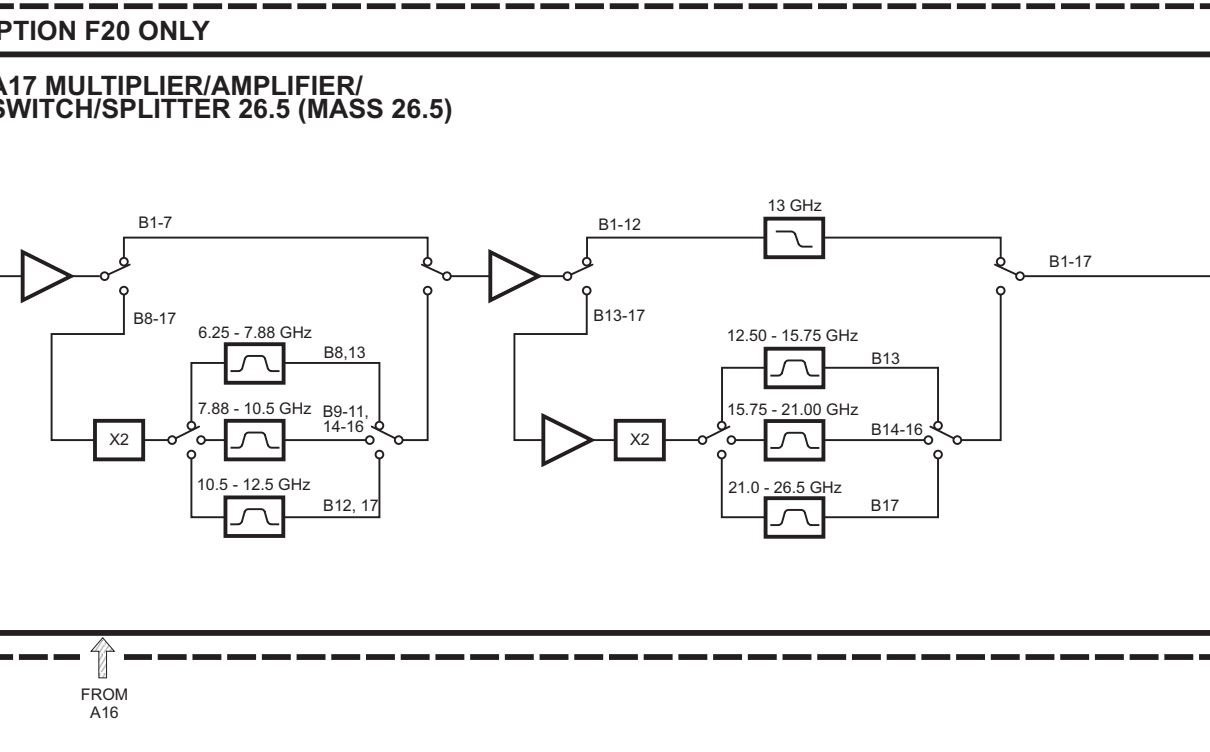 PTION F20 ONLY
A17 MULTIPLIER/AMPLIFIER/
SWITCH/SPLITTER 26.5 (MASS 26.5)
B1-7
B8-17
6.25 - 7.88 GHz
B8,13
7.88 - 10.5 GHz
B9-11,
14-16
X2
10.5 - 12.5 GHz
B12, 17
B1-12
13 GHz
B1-17
B13-17
12.50 - 15.75 GHz
B13
15.75 - 21.00 GHz
B14-16
X2
21.0 - 26.5 GHz
B17
FROM
A16